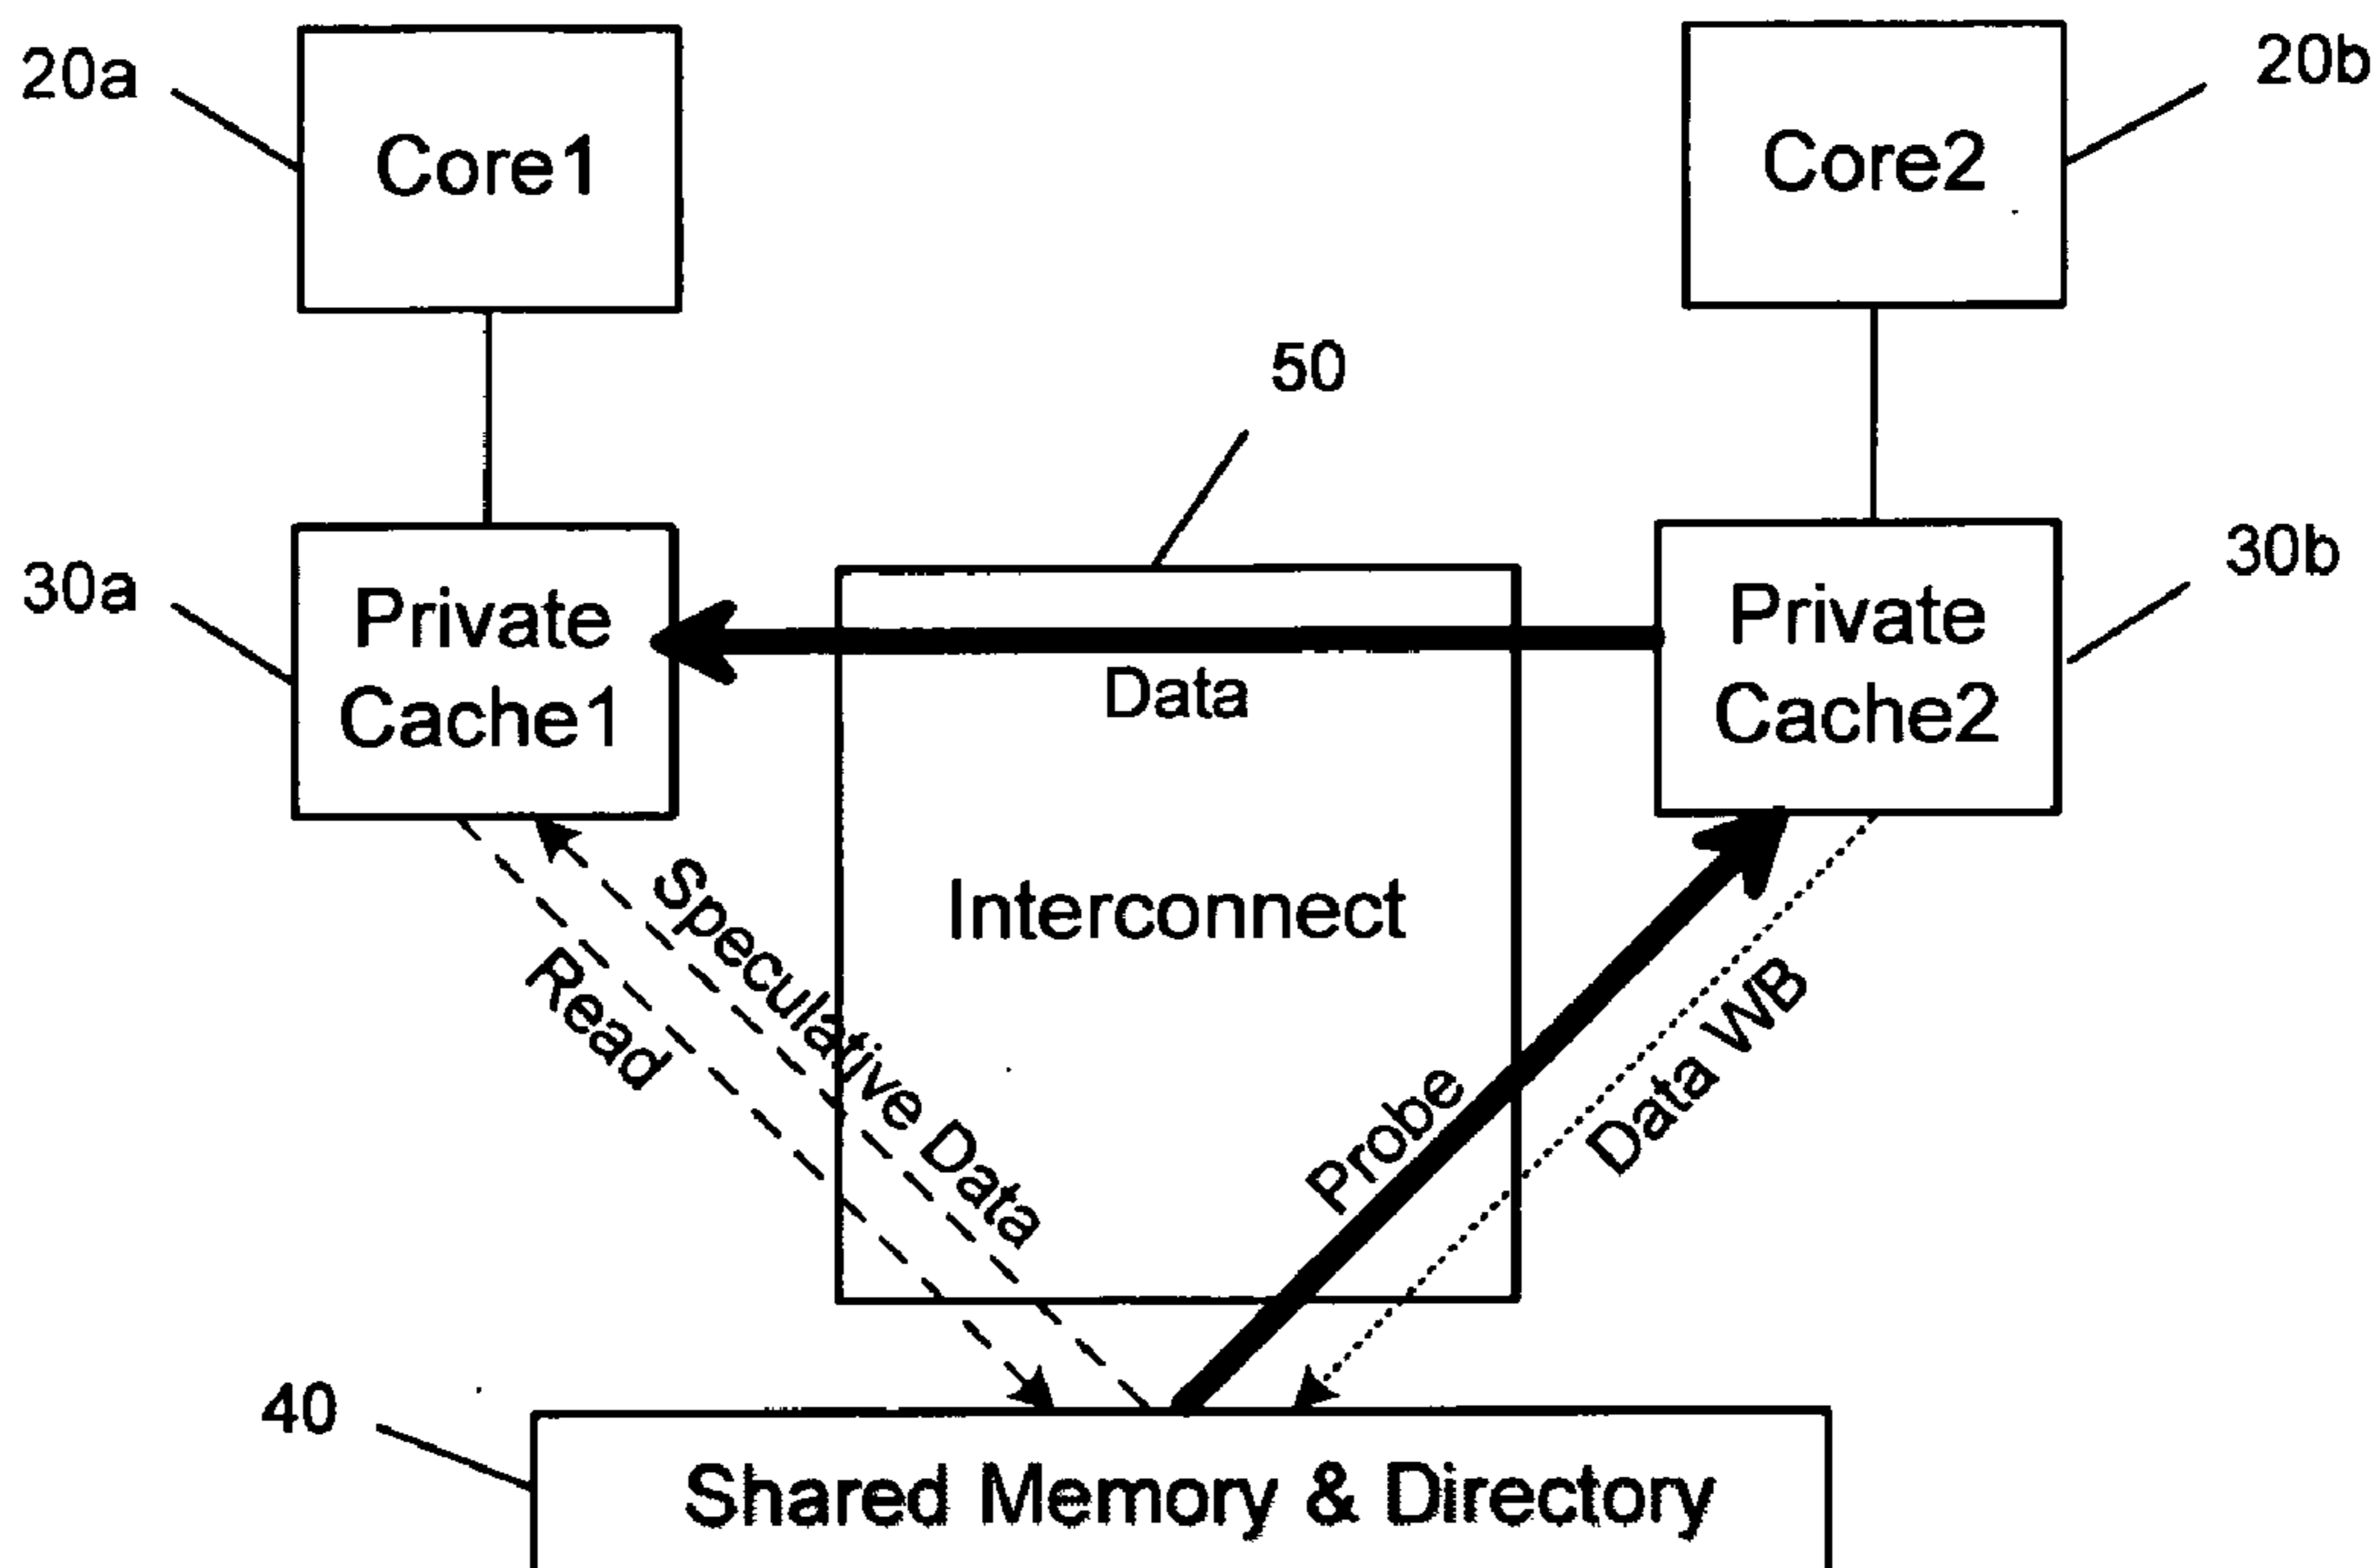 20a
Core1
Core2
20b
50
30a
Private
Cache1
Data
Private
Cache2
30b
Interconnect
Speculative Data
Read
Probe
Data WB
40
Shared Memory & Directory